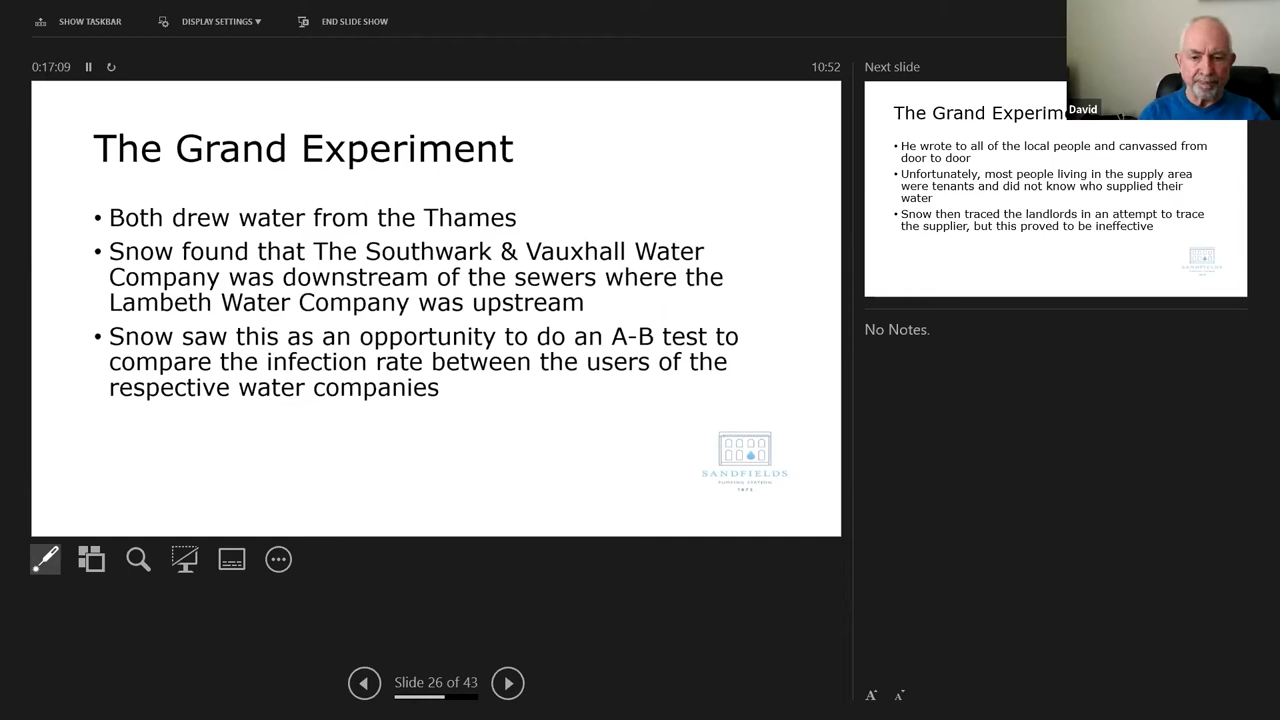 SHOW TASKBAR
DISPLAY SETTINGS ▼
END SLIDE SHOW
0:17:09
10:52
The Grand Experiment
• Both drew water from the Thames
• Snow found that The Southwark & Vauxhall Water
Company was downstream of the sewers where the
Lambeth Water Company was upstream
• Snow saw this as an opportunity to do an A-B test to
compare the infection rate between the users of the
respective water companies
SANDFIELDS
PUMPING STATION
1873
Slide 26 of 43
Next slide
David
The Grand Experim
• He wrote to all of the local people and canvassed from
door to door
• Unfortunately, most people living in the supply area
were tenants and did not know who supplied their
water
• Snow then traced the landlords in an attempt to trace
the supplier, but this proved to be ineffective
No Notes.
A
A